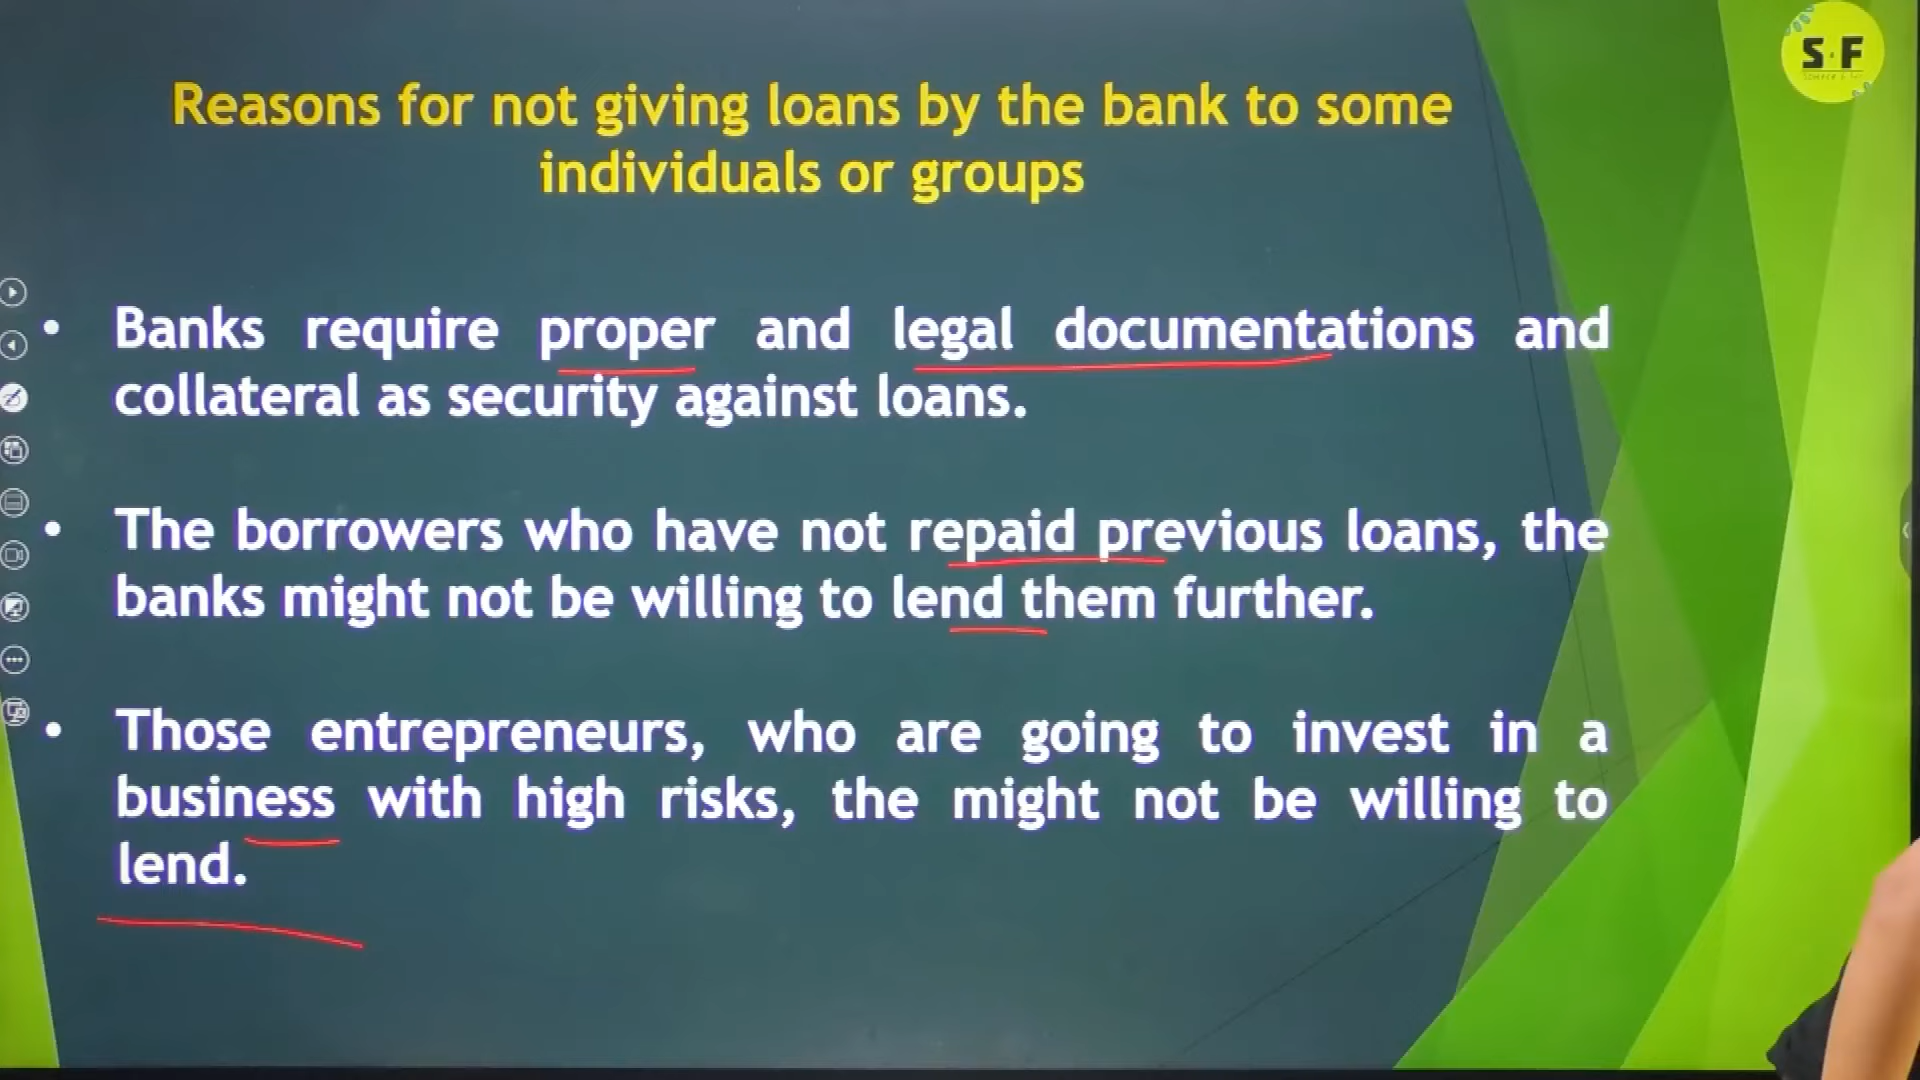 S·F
Reasons for not giving loans by the bank to some
individuals or groups
• Banks require proper and legal documentations and
collateral as security against loans.
• The borrowers who have not repaid previous loans, the
banks might not be willing to lend them further.
• Those entrepreneurs, who are going to invest in a
business with high risks, the might not be willing to
lend.